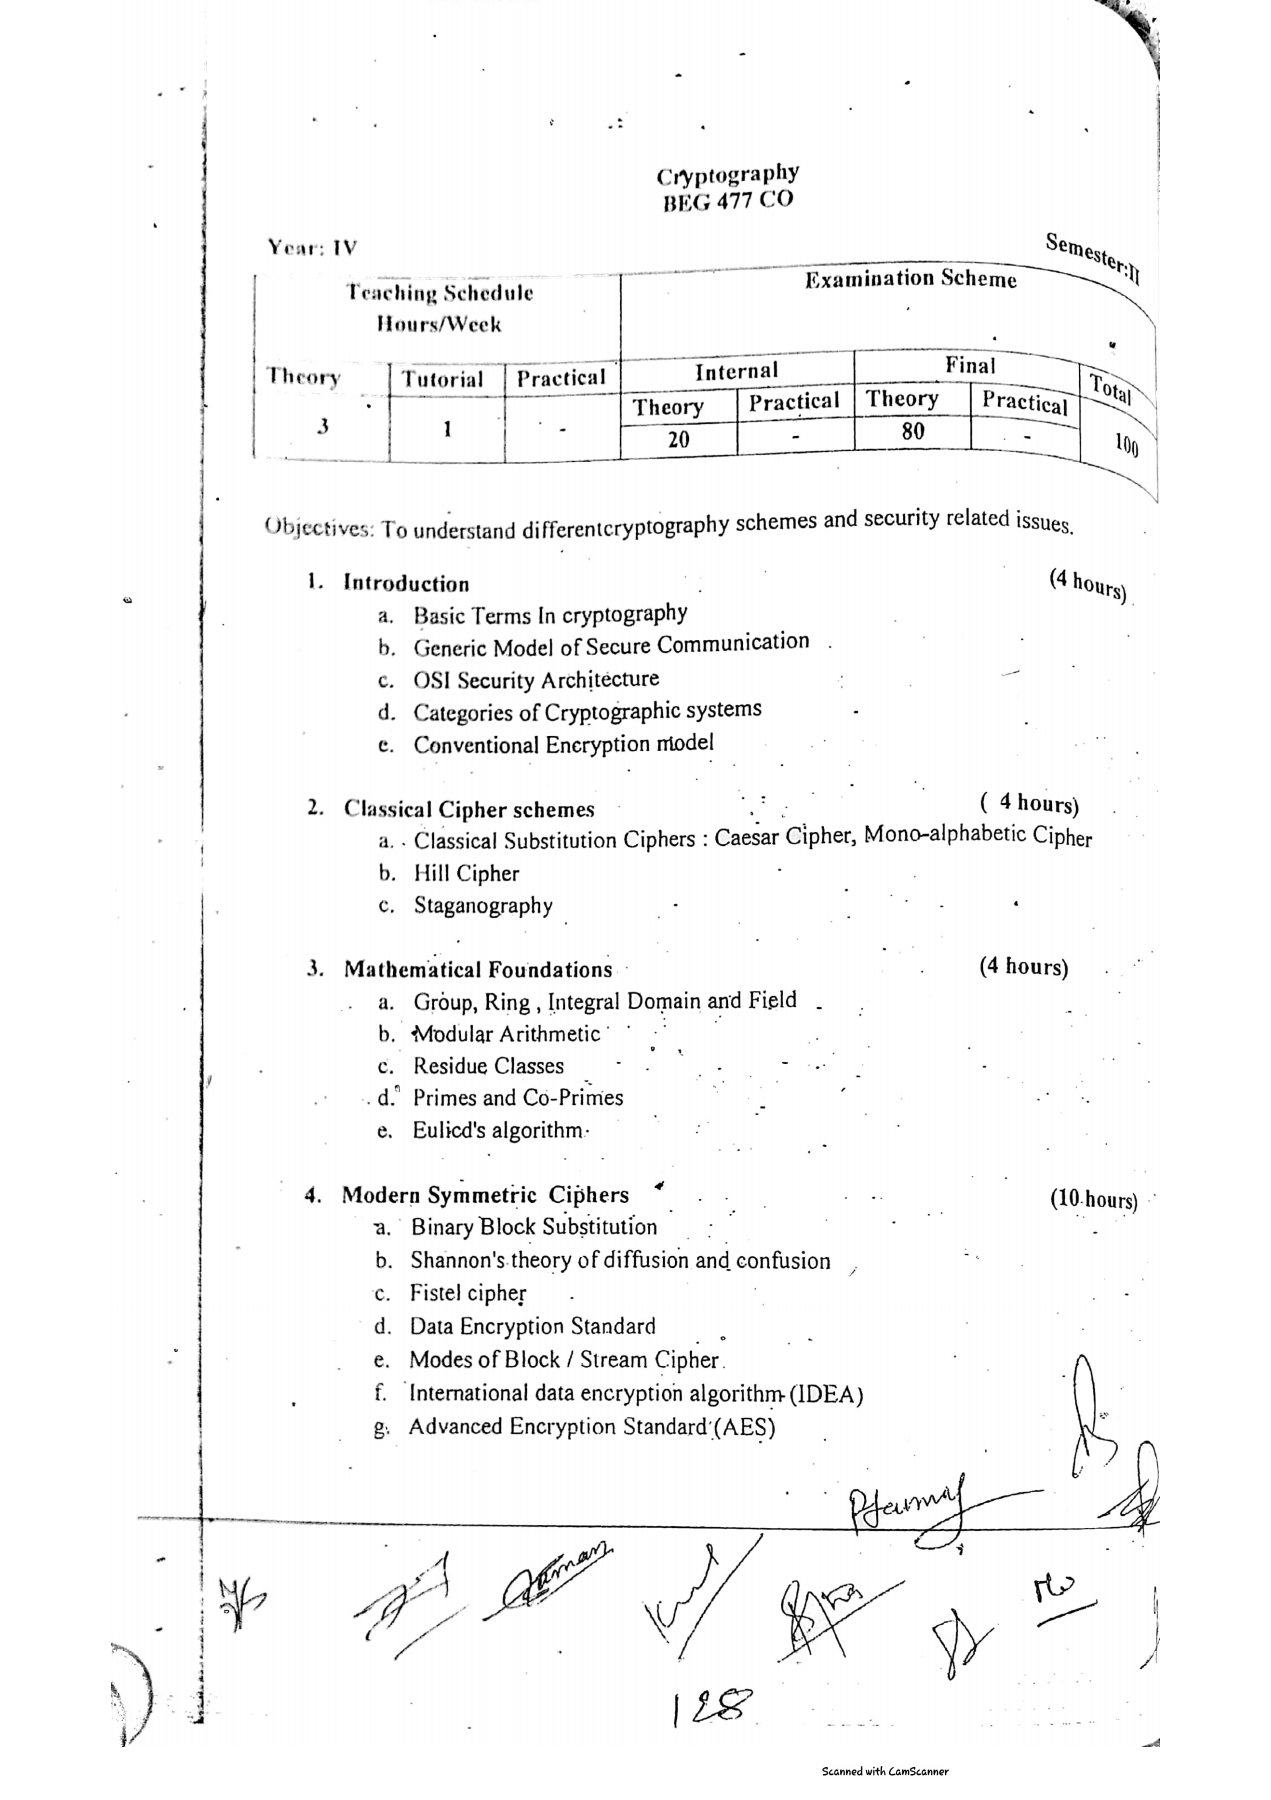 Cryptography
BEG 477 CO
Year: IV
Semester:II
Teaching Schedule
Hours/Week
Examination Scheme
Theory Tutorial Practical Internal Final Total
Theory Practical Theory Practical
3 1 - 20 - 80 - 100
Objectives: To understand differentcryptography schemes and security related issues.
1. Introduction (4 hours)
a. Basic Terms In cryptography
b. Generic Model of Secure Communication
c. OSI Security Architecture
d. Categories of Cryptographic systems
e. Conventional Encryption model
2. Classical Cipher schemes ( 4 hours)
a. Classical Substitution Ciphers : Caesar Cipher, Mono-alphabetic Cipher
b. Hill Cipher
c. Staganography
3. Mathematical Foundations (4 hours)
a. Group, Ring , Integral Domain and Field
b. Modular Arithmetic
c. Residue Classes
d. Primes and Co-Primes
e. Eulicd's algorithm
4. Modern Symmetric Ciphers (10 hours)
a. Binary Block Substitution
b. Shannon's theory of diffusion and confusion
c. Fistel cipher
d. Data Encryption Standard
e. Modes of Block / Stream Cipher
f. International data encryption algorithm (IDEA)
g. Advanced Encryption Standard (AES)
128
Scanned with CamScanner